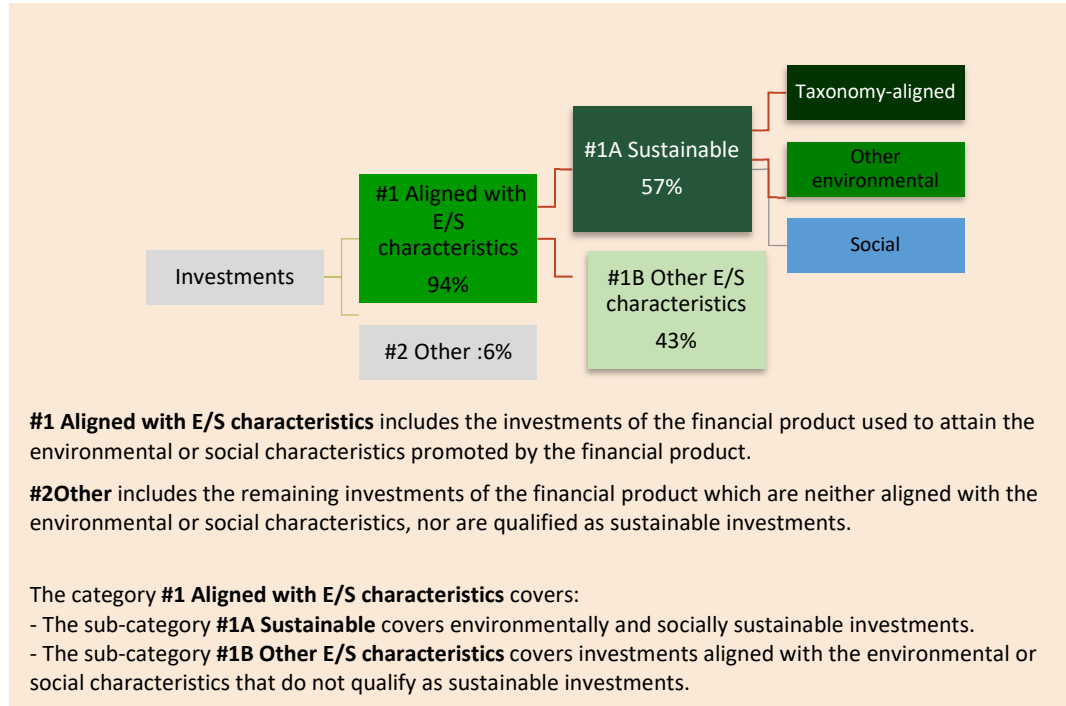 Taxonomy-aligned
#1A Sustainable
57%
Other
environmental
#1 Aligned with
E/S
characteristics
94%
Social
Investments
#1B Other E/S
characteristics
43%
#2 Other :6%
#1 Aligned with E/S characteristics includes the investments of the financial product used to attain the
environmental or social characteristics promoted by the financial product.
#2Other includes the remaining investments of the financial product which are neither aligned with the
environmental or social characteristics, nor are qualified as sustainable investments.
The category #1 Aligned with E/S characteristics covers:
- The sub-category #1A Sustainable covers environmentally and socially sustainable investments.
- The sub-category #1B Other E/S characteristics covers investments aligned with the environmental or
social characteristics that do not qualify as sustainable investments.